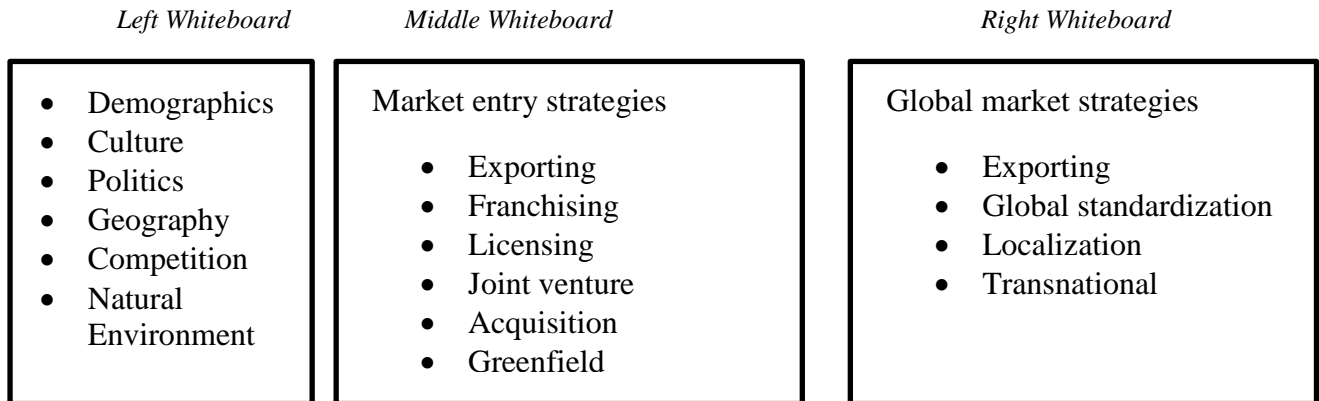 Left Whiteboard
Middle Whiteboard
Right Whiteboard
• Demographics
• Culture
• Politics
• Geography
• Competition
• Natural
Environment
Market entry strategies
• Exporting
• Franchising
• Licensing
• Joint venture
• Acquisition
• Greenfield
Global market strategies
• Exporting
• Global standardization
• Localization
• Transnational